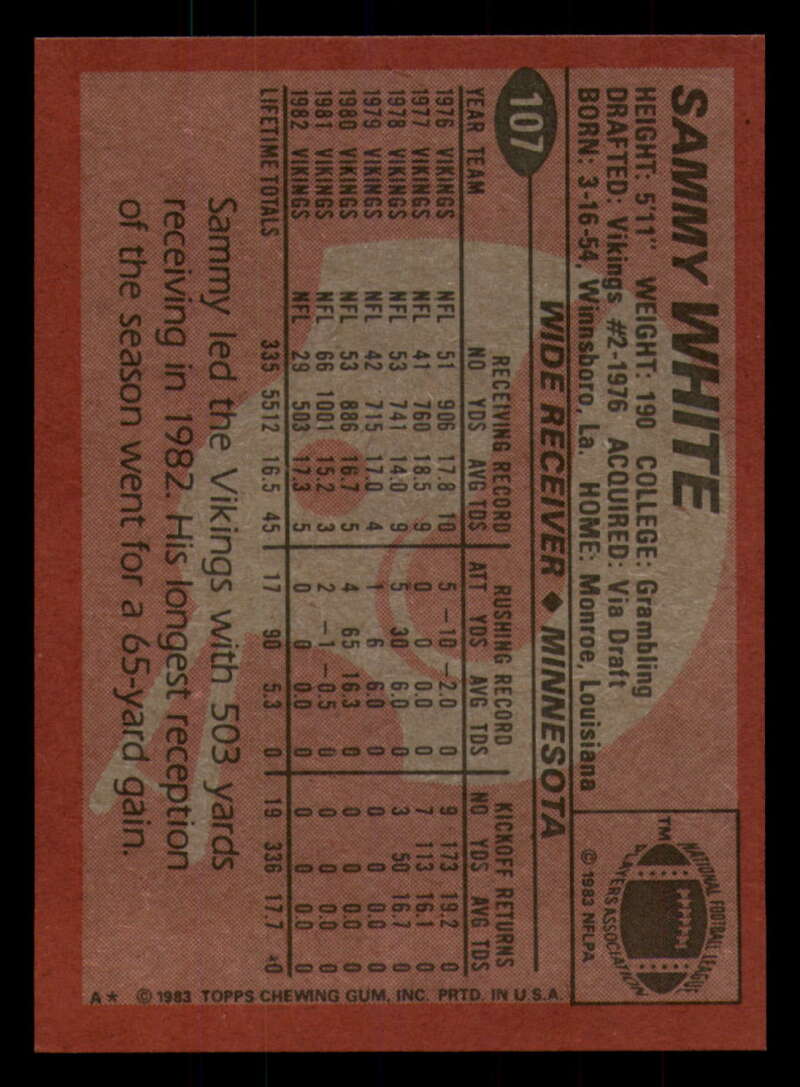 SAMMY WHITE
HEIGHT: 5'11" WEIGHT: 190 COLLEGE: Grambling
DRAFTED: Vikings #2-1976 ACQUIRED: Via Draft
BORN: 3-16-54, Winnsboro, La. HOME: Monroe, Louisiana
NATIONAL FOOTBALL LEAGUE
PLAYERS ASSOCIATION
TM
© 1983 NFLPA
107
WIDE RECEIVER ◆ MINNESOTA
RECEIVING RECORD RUSHING RECORD KICKOFF RETURNS
YEAR TEAM NO YDS AVG TDS ATT YDS AVG TDS NO YDS AVG TDS
1976 VIKINGS NFL 51 906 17.8 10 5 -10 -2.0 0 9 173 19.2 0
1977 VIKINGS NFL 41 760 18.5 9 0 0 0.0 0 7 113 16.1 0
1978 VIKINGS NFL 53 741 14.0 9 5 30 6.0 0 3 50 16.7 0
1979 VIKINGS NFL 42 715 17.0 4 1 6 6.0 0 0 0 0.0 0
1980 VIKINGS NFL 53 886 16.7 5 4 65 16.3 0 0 0 0.0 0
1981 VIKINGS NFL 66 1001 15.2 3 2 -1 -0.5 0 0 0 0.0 0
1982 VIKINGS NFL 29 503 17.3 5 0 0 0.0 0 0 0 0.0 0
LIFETIME TOTALS 335 5512 16.5 45 17 90 5.3 0 19 336 17.7 0
Sammy led the Vikings with 503 yards
receiving in 1982. His longest reception
of the season went for a 65-yard gain.
A* © 1983 TOPPS CHEWING GUM, INC. PRTD. IN U.S.A.